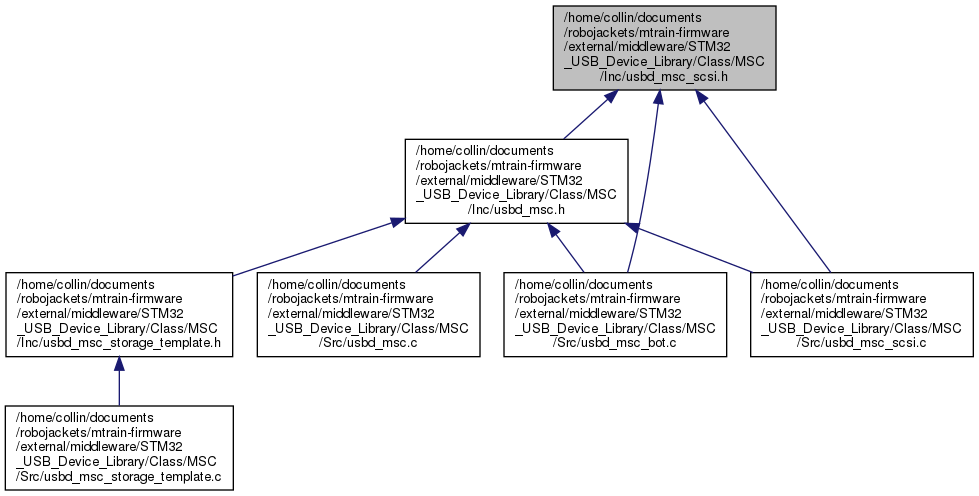 /home/collin/documents
/robojackets/mtrain-firmware
/external/middleware/STM32
_USB_Device_Library/Class/MSC
/Inc/usbd_msc_scsi.h
/home/collin/documents
/robojackets/mtrain-firmware
/external/middleware/STM32
_USB_Device_Library/Class/MSC
/Inc/usbd_msc.h
/home/collin/documents
/robojackets/mtrain-firmware
/external/middleware/STM32
_USB_Device_Library/Class/MSC
/Inc/usbd_msc_storage_template.h
/home/collin/documents
/robojackets/mtrain-firmware
/external/middleware/STM32
_USB_Device_Library/Class/MSC
/Src/usbd_msc.c
/home/collin/documents
/robojackets/mtrain-firmware
/external/middleware/STM32
_USB_Device_Library/Class/MSC
/Src/usbd_msc_bot.c
/home/collin/documents
/robojackets/mtrain-firmware
/external/middleware/STM32
_USB_Device_Library/Class/MSC
/Src/usbd_msc_scsi.c
/home/collin/documents
/robojackets/mtrain-firmware
/external/middleware/STM32
_USB_Device_Library/Class/MSC
/Src/usbd_msc_storage_template.c